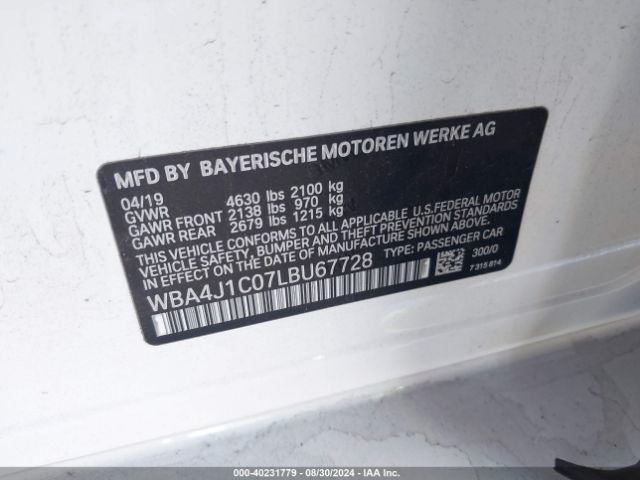 MFD BY BAYERISCHE MOTOREN WERKE AG
04/19
GVWR 4630 lbs 2100 kg
GAWR FRONT 2138 lbs 970 kg
GAWR REAR 2679 lbs 1215 kg
THIS VEHICLE CONFORMS TO ALL APPLICABLE U.S.FEDERAL MOTOR
VEHICLE SAFETY, BUMPER, AND THEFT PREVENTION STANDARDS IN
EFFECT ON THE DATE OF MANUFACTURE SHOWN ABOVE.
WBA4J1C07LBU67728 TYPE: PASSENGER CAR
300/0
7 315 814
000-40231779 - 08/30/2024 - IAA Inc.